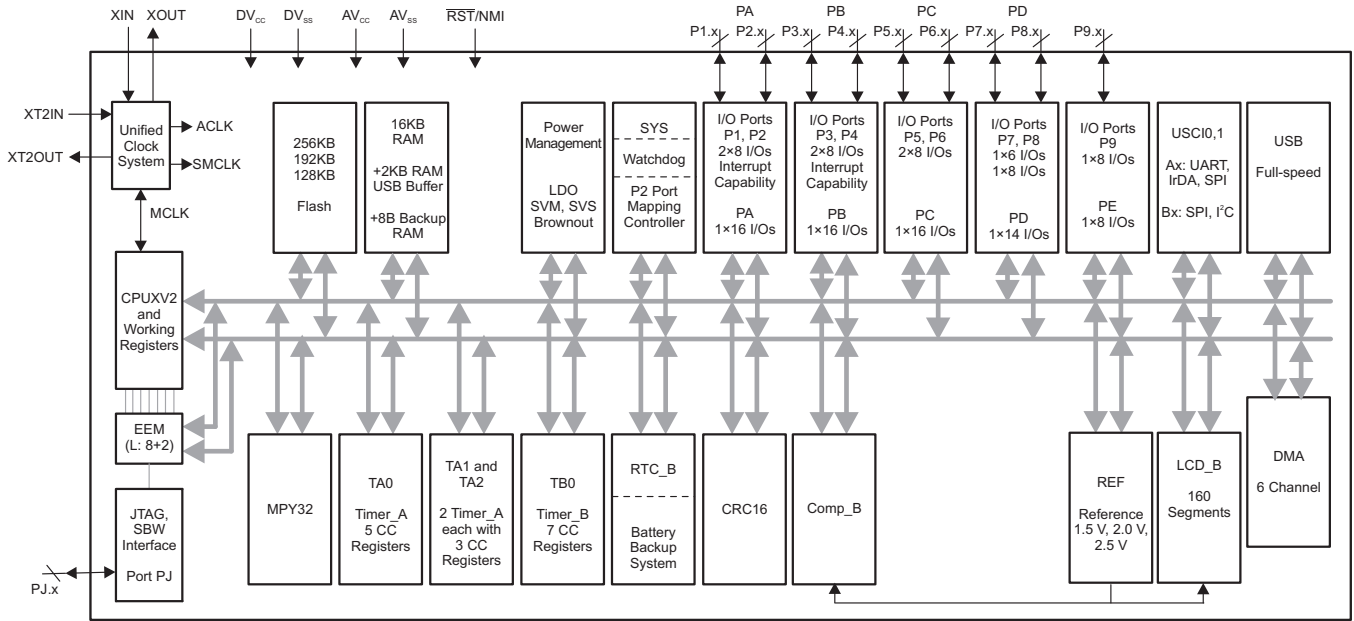 XIN XOUT DVCC DVSS AVCC AVSS RST/NMI PA PB PC PD
P1.x P2.x P3.x P4.x P5.x P6.x P7.x P8.x P9.x
XT2IN
XT2OUT
Unified
Clock
System
ACLK
SMCLK
MCLK
256KB
192KB
128KB
Flash
16KB
RAM
+2KB RAM
USB Buffer
+8B Backup
RAM
Power
Management
LDO
SVM, SVS
Brownout
SYS
Watchdog
P2 Port
Mapping
Controller
I/O Ports
P1, P2
2×8 I/Os
Interrupt
Capability
PA
1×16 I/Os
I/O Ports
P3, P4
2×8 I/Os
Interrupt
Capability
PB
1×16 I/Os
I/O Ports
P5, P6
2×8 I/Os
PC
1×16 I/Os
I/O Ports
P7, P8
1×6 I/Os
1×8 I/Os
PD
1×14 I/Os
I/O Ports
P9
1×8 I/Os
PE
1×8 I/Os
USCI0,1
Ax: UART,
IrDA, SPI
Bx: SPI, I²C
USB
Full-speed
CPUXV2
and
Working
Registers
EEM
(L: 8+2)
JTAG,
SBW
Interface
Port PJ
PJ.x
MPY32
TA0
Timer_A
5 CC
Registers
TA1 and
TA2
2 Timer_A
each with
3 CC
Registers
TB0
Timer_B
7 CC
Registers
RTC_B
Battery
Backup
System
CRC16
Comp_B
REF
Reference
1.5 V, 2.0 V,
2.5 V
LCD_B
160
Segments
DMA
6 Channel